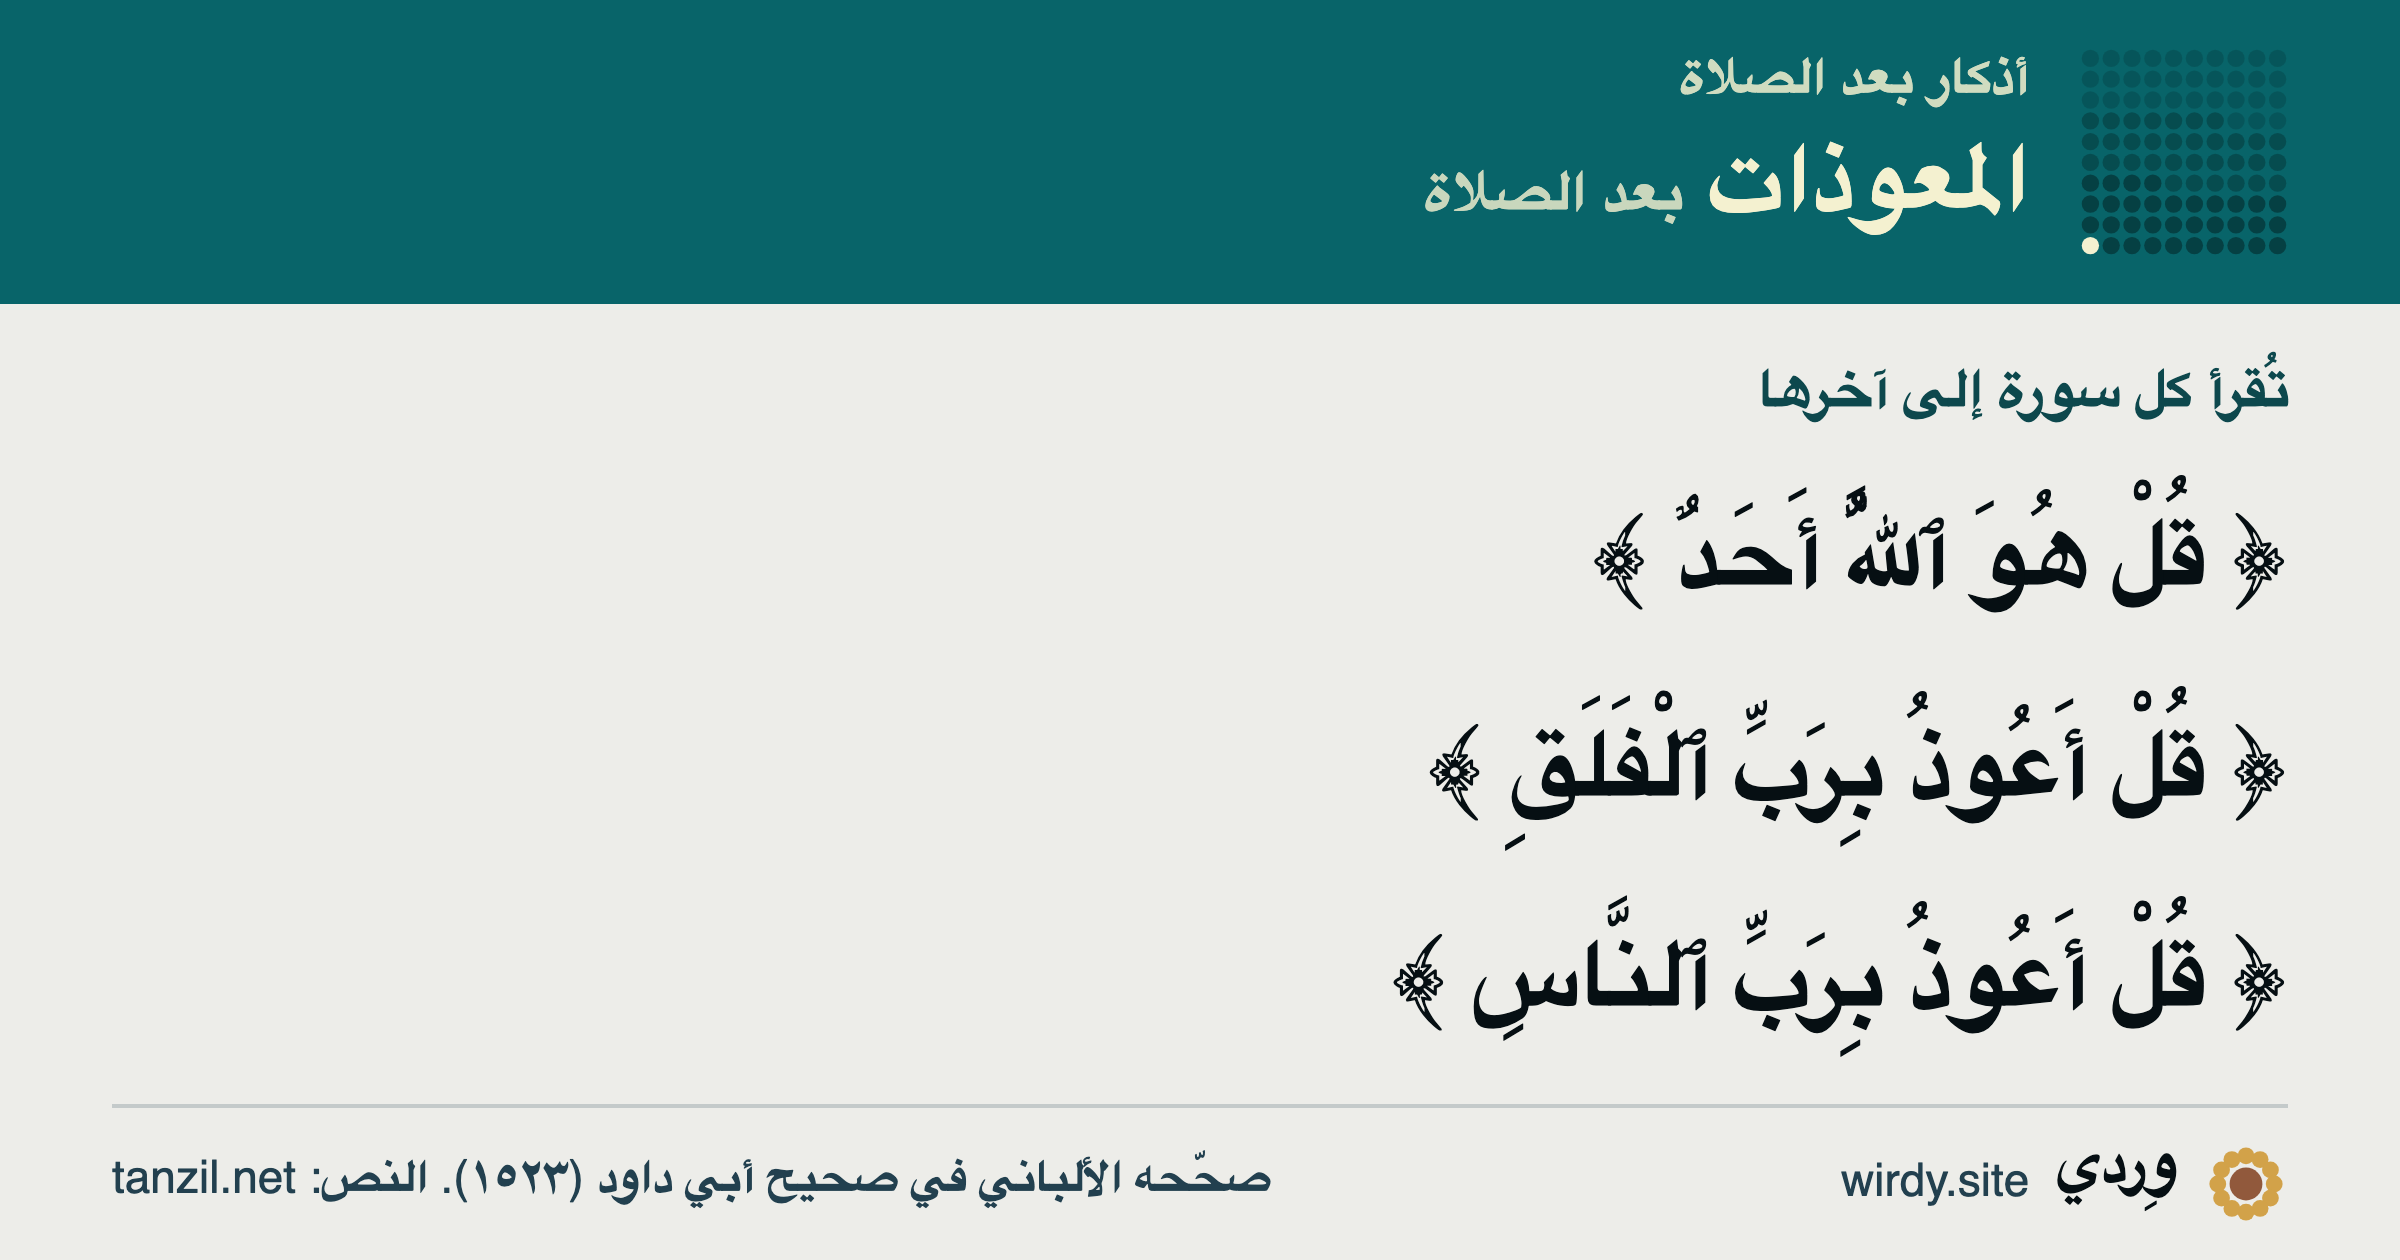 أذكار بعد الصلاة
المعوذات بعد الصلاة
تُقرأ كل سورة إلى آخرها
﴿ قُلْ هُوَ ٱللَّهُ أَحَدٌ ﴾
﴿ قُلْ أَعُوذُ بِرَبِّ ٱلْفَلَقِ ﴾
﴿ قُلْ أَعُوذُ بِرَبِّ ٱلنَّاسِ ﴾
وِردي wirdy.site
صحّحه الألباني في صحيح أبي داود (١٥٢٣). النص: tanzil.net